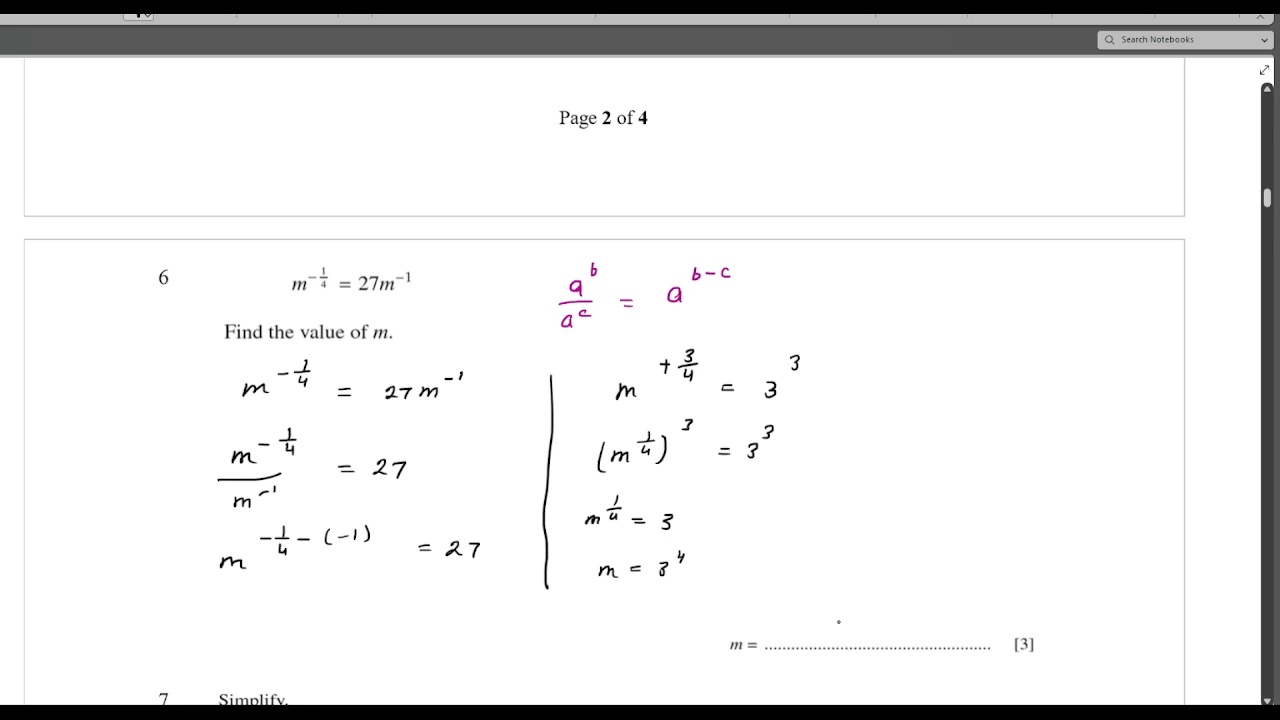 Search Notebooks
Page 2 of 4
6
m^{-1/4} = 27m^{-1}
a^b / a^c = a^{b-c}
Find the value of m.
m^{-1/4} = 27m^{-1}
m^{-1/4} / m^{-1} = 27
m^{-1/4-(-1)} = 27
m^{+3/4} = 3^3
(m^{1/4})^3 = 3^3
m^{1/4} = 3
m = 3^4
m = .................................................... [3]
7 Simplify.